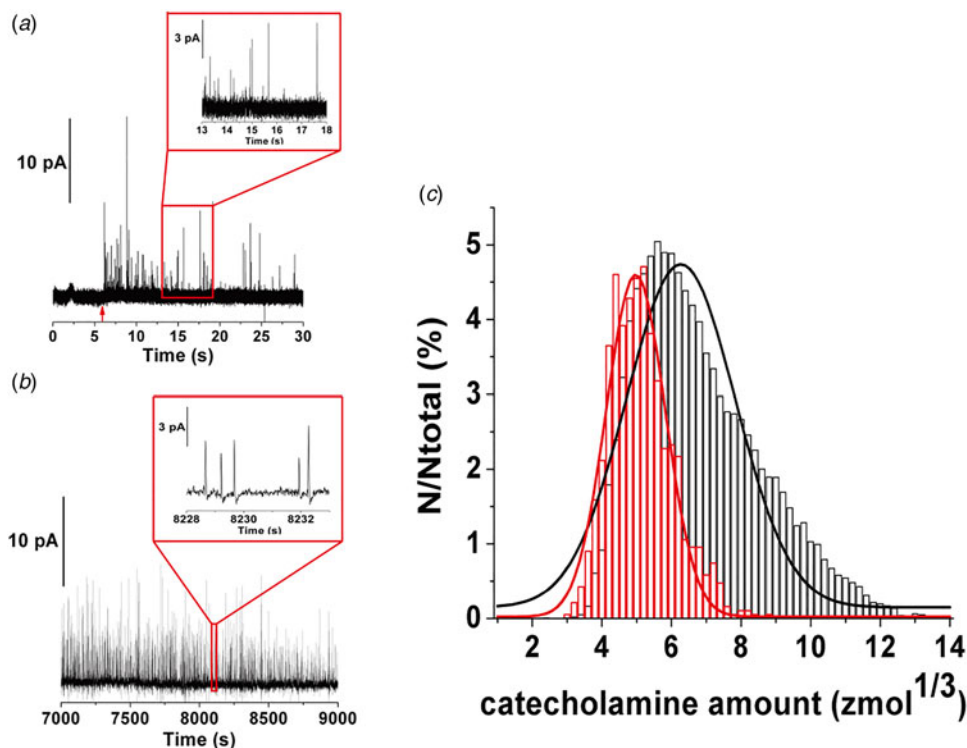 (a)
3 pA
13 14 15 16 17 18
Time (s)
10 pA
0 5 10 15 20 25 30
Time (s)
(b)
3 pA
8228 8230 8232
Time (s)
10 pA
7000 7500 8000 8500 9000
Time (s)
(c)
N/Ntotal (%)
5
4
3
2
1
0
2 4 6 8 10 12 14
catecholamine amount (zmol^1/3)